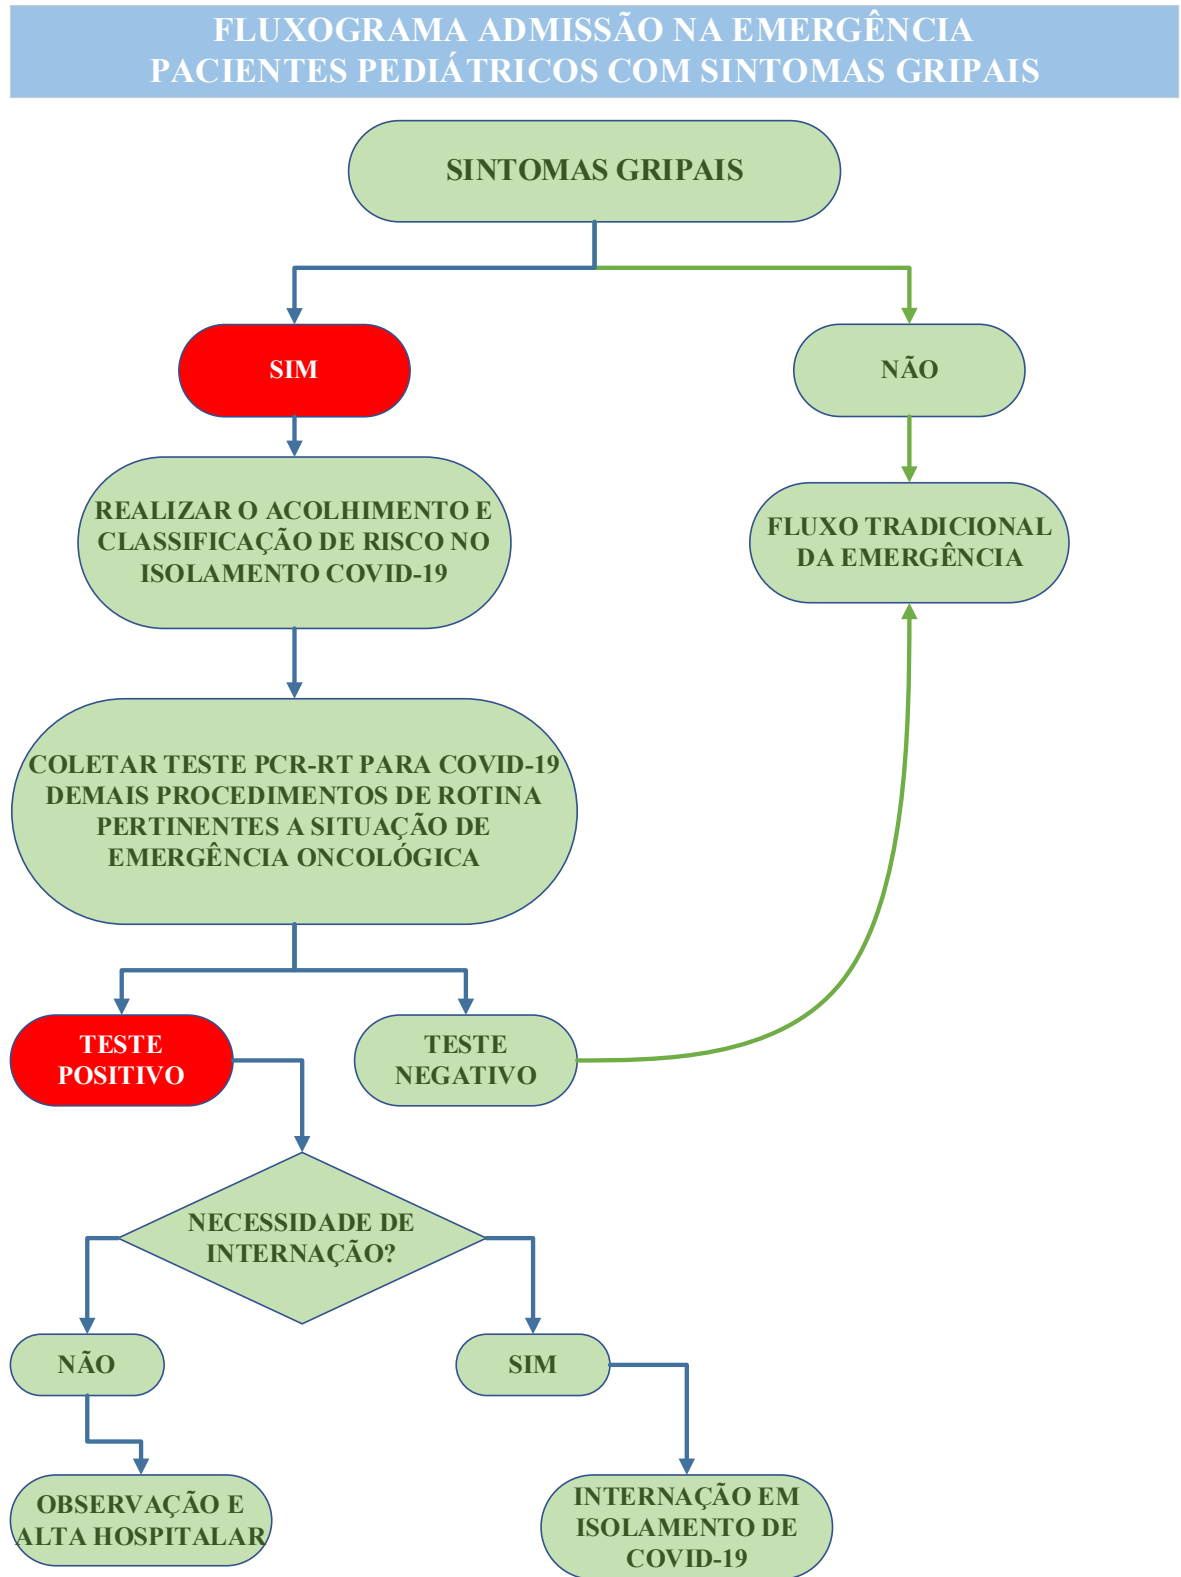 FLUXOGRAMA ADMISSÃO NA EMERGÊNCIA
PACIENTES PEDIÁTRICOS COM SINTOMAS GRIPAIS
SINTOMAS GRIPAIS
SIM
NÃO
REALIZAR O ACOLHIMENTO E
CLASSIFICAÇÃO DE RISCO NO
ISOLAMENTO COVID-19
FLUXO TRADICIONAL
DA EMERGÊNCIA
COLETAR TESTE PCR-RT PARA COVID-19
DEMAIS PROCEDIMENTOS DE ROTINA
PERTINENTES A SITUAÇÃO DE
EMERGÊNCIA ONCOLÓGICA
TESTE
POSITIVO
TESTE
NEGATIVO
NECESSIDADE DE
INTERNAÇÃO?
NÃO
SIM
OBSERVAÇÃO E
ALTA HOSPITALAR
INTERNAÇÃO EM
ISOLAMENTO DE
COVID-19